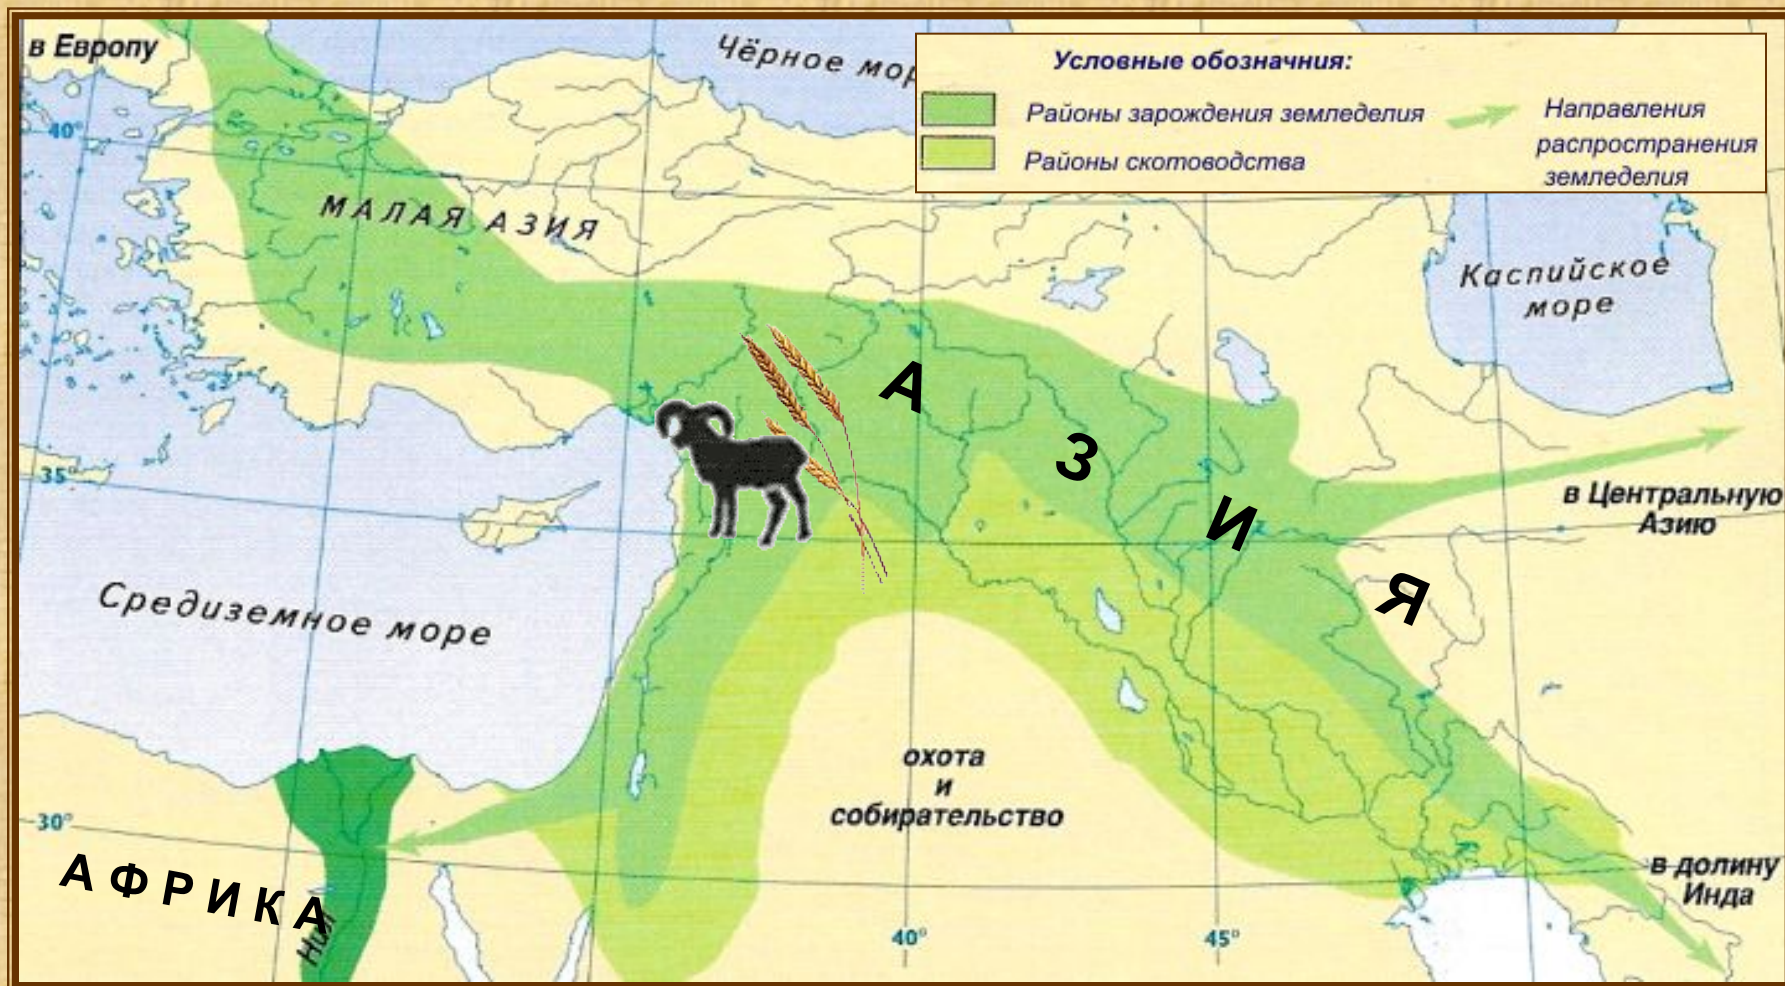 в Европу
Чёрное мор
Условные обозначния:
Районы зарождения земледелия
Районы скотоводства
Направления
распространения
земледелия
40°
МАЛАЯ АЗИЯ
Каспийское
море
АЗИЯ
35°
в Центральную
Азию
Средиземное море
охота
и
собирательство
30°
АФРИКА
Нил
в долину
Инда
40°
45°